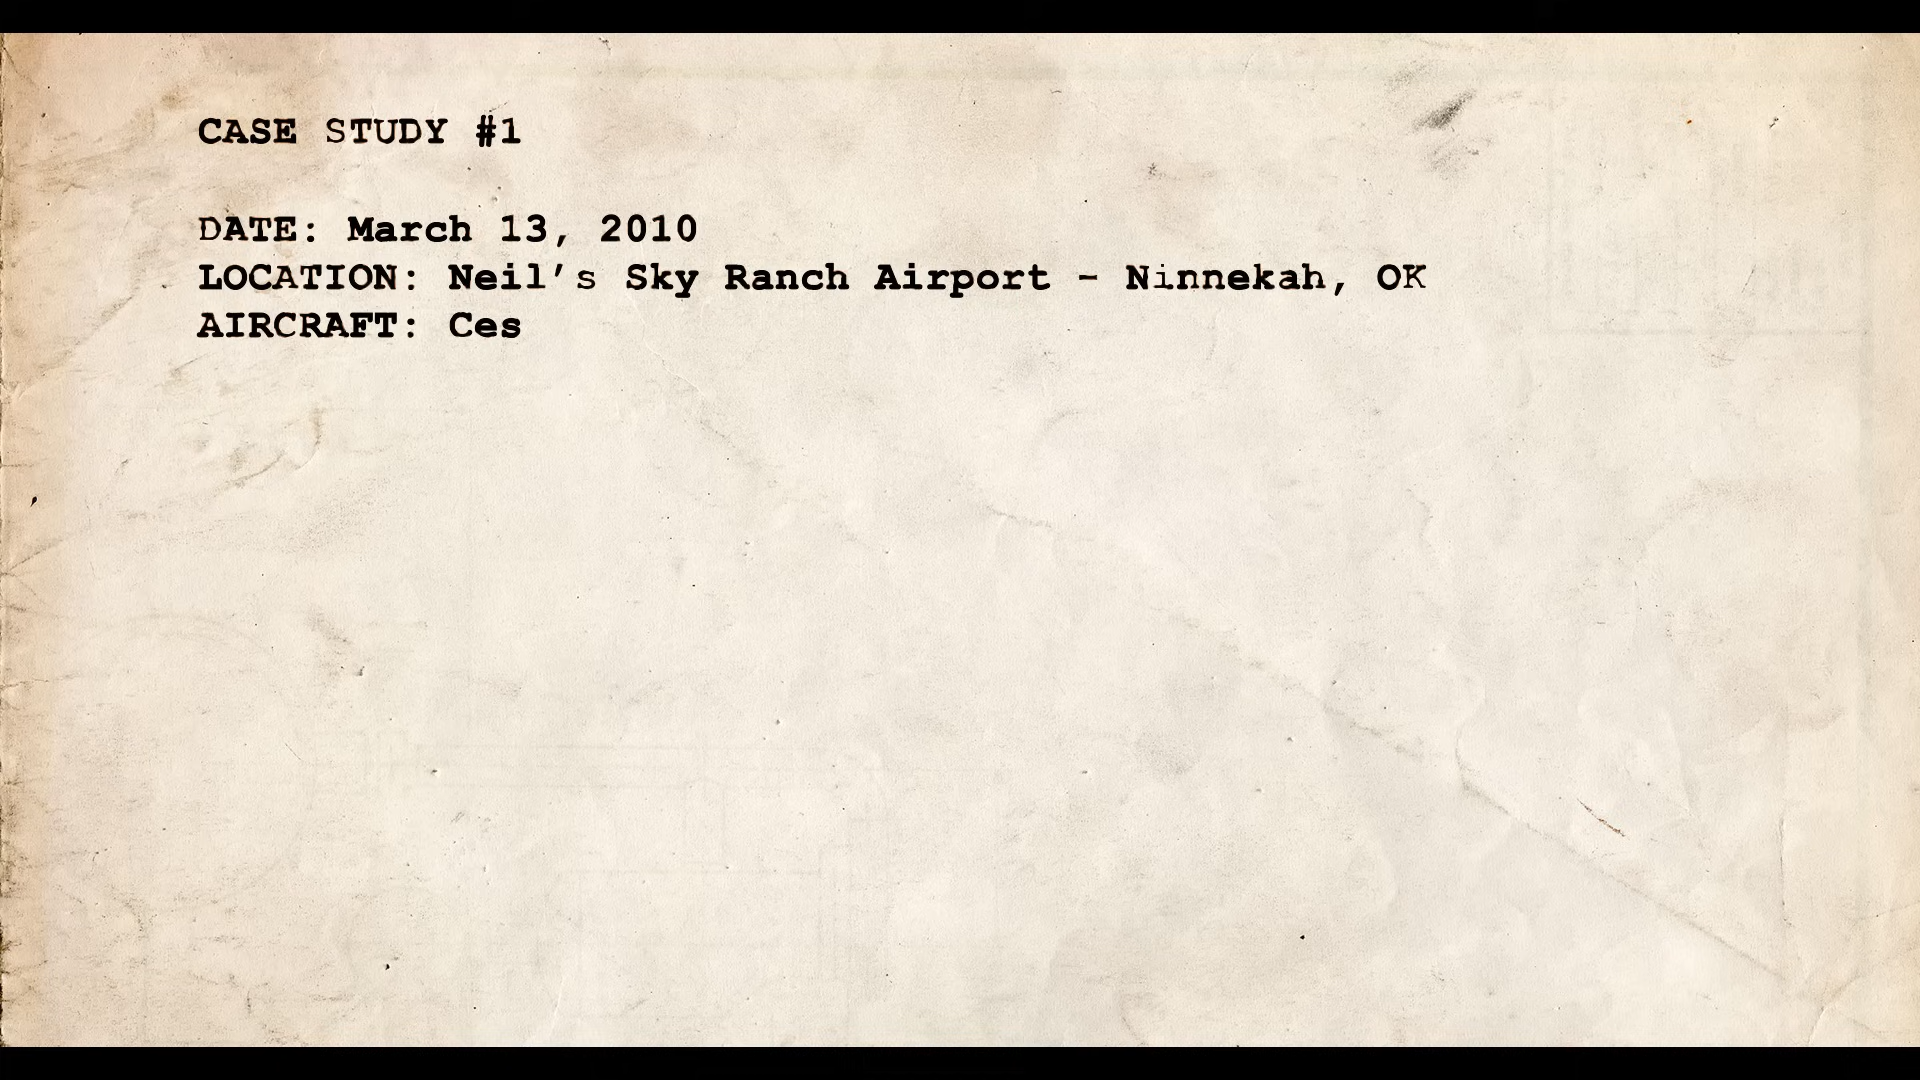 CASE STUDY #1
DATE: March 13, 2010
LOCATION: Neil's Sky Ranch Airport - Ninnekah, OK
AIRCRAFT: Ces